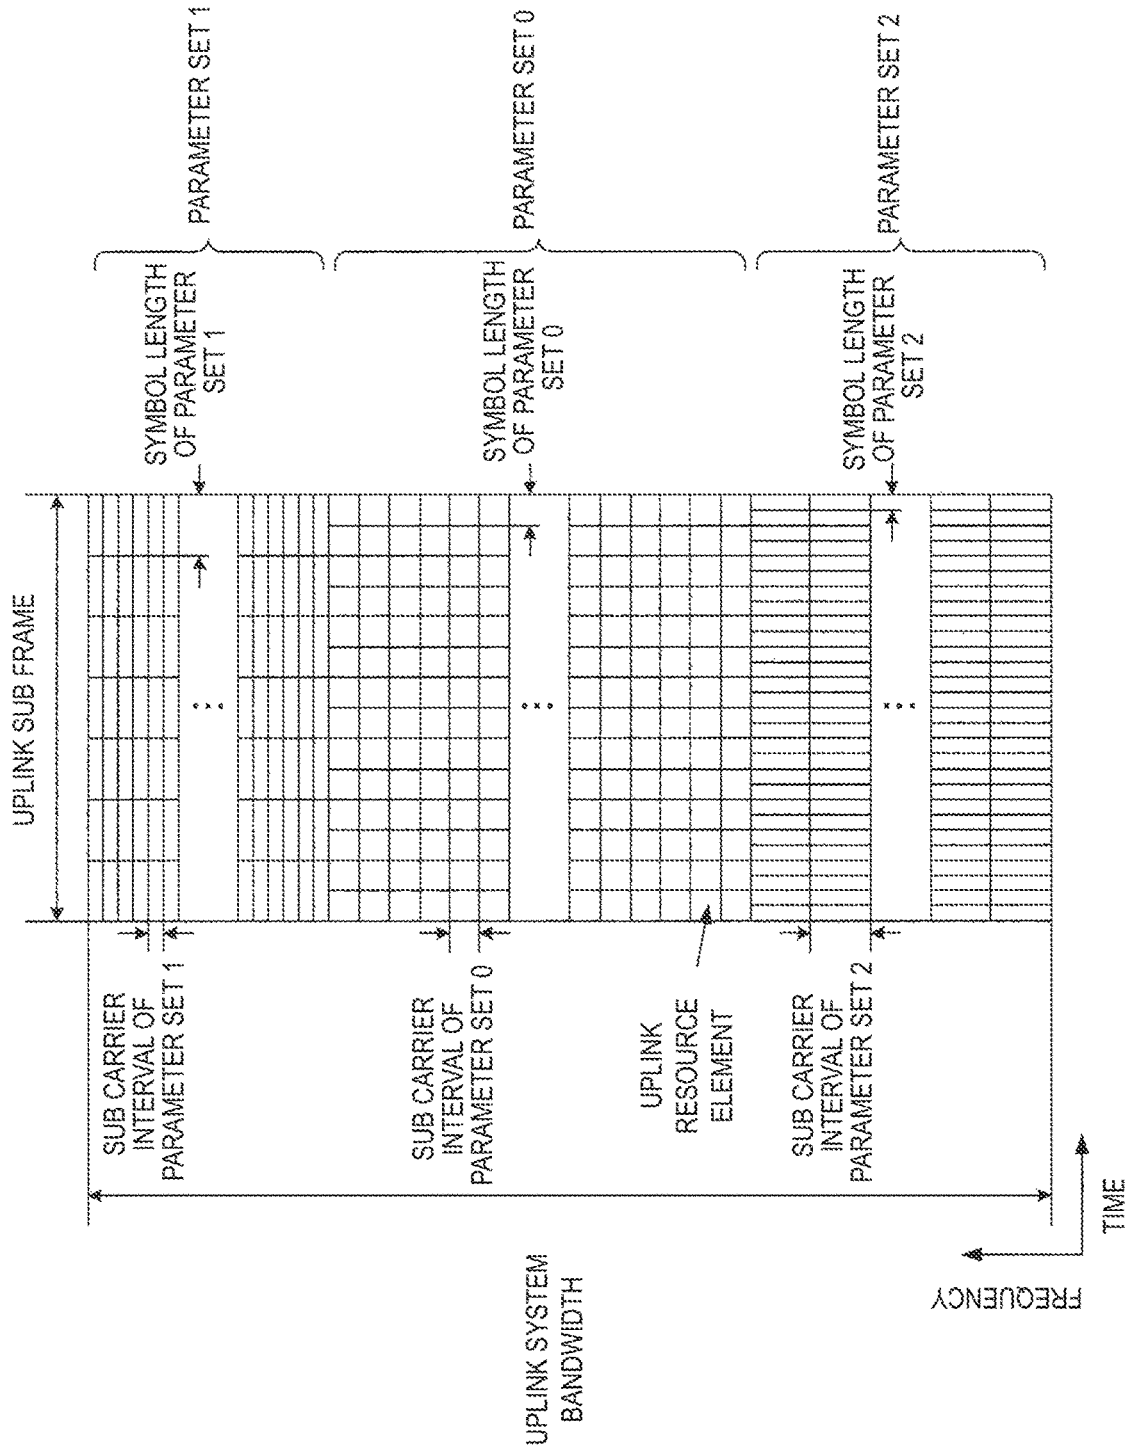 UPLINK SUB FRAME
SUB CARRIER
INTERVAL OF
PARAMETER SET 1
SYMBOL LENGTH
OF PARAMETER
SET 1
PARAMETER SET 1
SUB CARRIER
INTERVAL OF
PARAMETER SET 0
SYMBOL LENGTH
OF PARAMETER
SET 0
PARAMETER SET 0
UPLINK
RESOURCE
ELEMENT
SUB CARRIER
INTERVAL OF
PARAMETER SET 2
SYMBOL LENGTH
OF PARAMETER
SET 2
PARAMETER SET 2
UPLINK SYSTEM
BANDWIDTH
FREQUENCY
TIME